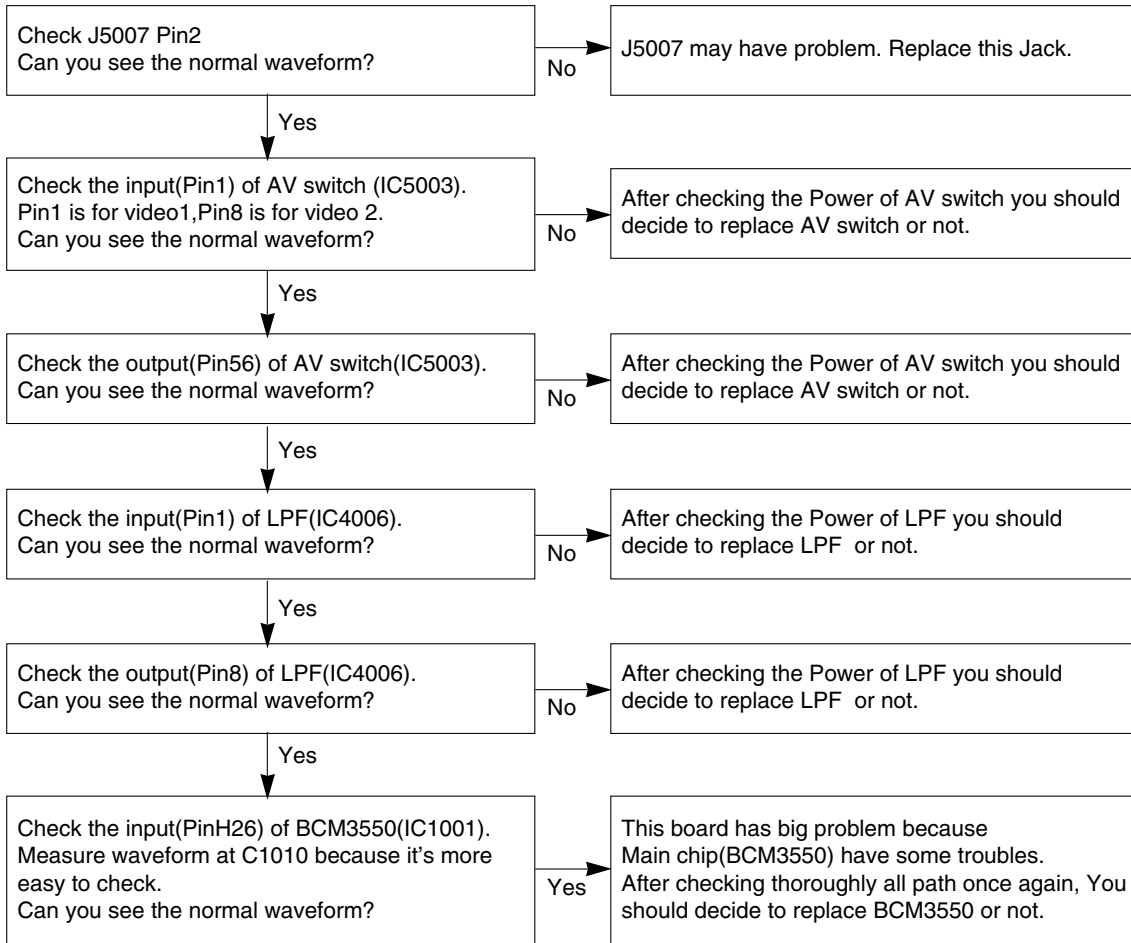 Check J5007 Pin2
Can you see the normal waveform?
No
J5007 may have problem. Replace this Jack.
Yes
Check the input(Pin1) of AV switch (IC5003).
Pin1 is for video1,Pin8 is for video 2.
Can you see the normal waveform?
No
After checking the Power of AV switch you should
decide to replace AV switch or not.
Yes
Check the output(Pin56) of AV switch(IC5003).
Can you see the normal waveform?
No
After checking the Power of AV switch you should
decide to replace AV switch or not.
Yes
Check the input(Pin1) of LPF(IC4006).
Can you see the normal waveform?
No
After checking the Power of LPF you should
decide to replace LPF  or not.
Yes
Check the output(Pin8) of LPF(IC4006).
Can you see the normal waveform?
No
After checking the Power of LPF you should
decide to replace LPF  or not.
Yes
Check the input(PinH26) of BCM3550(IC1001).
Measure waveform at C1010 because it's more
easy to check.
Can you see the normal waveform?
Yes
This board has big problem because
Main chip(BCM3550) have some troubles.
After checking thoroughly all path once again, You
should decide to replace BCM3550 or not.